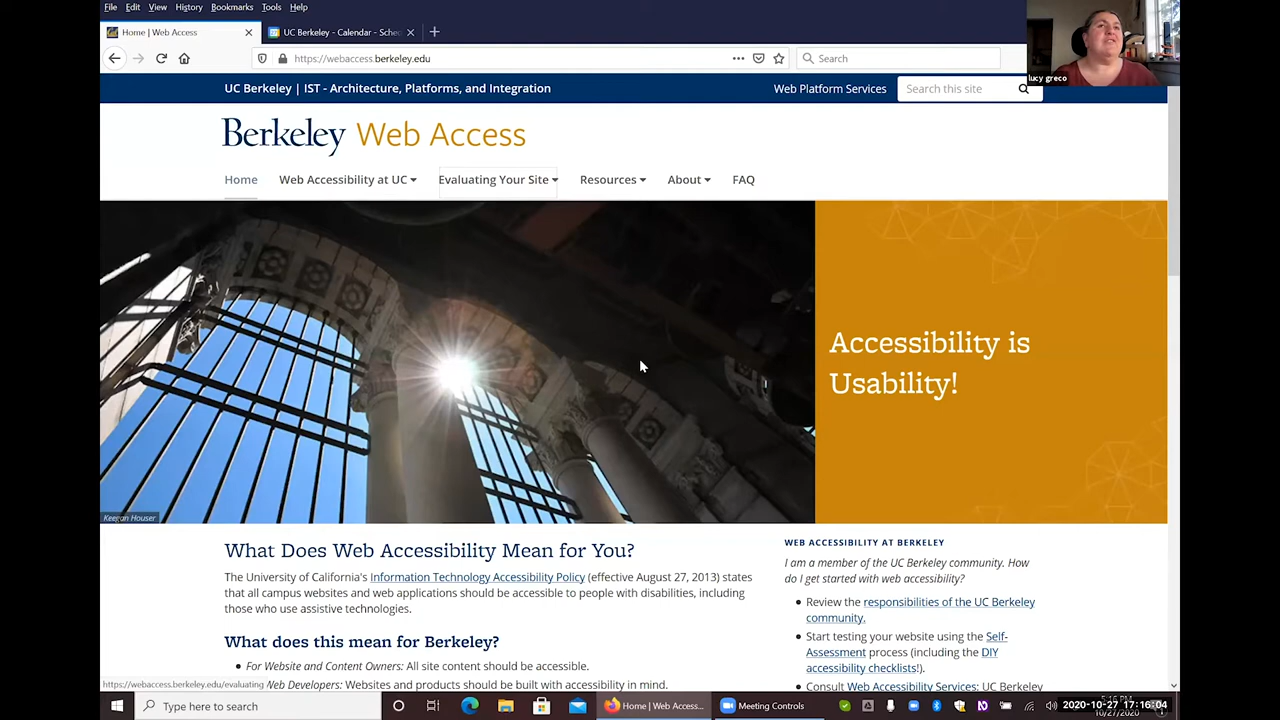 File Edit View History Bookmarks Tools Help
Home | Web Access
UC Berkeley - Calendar - Sche
https://webaccess.berkeley.edu
Search
lucy greco
UC Berkeley | IST - Architecture, Platforms, and Integration
Web Platform Services
Search this site
Berkeley Web Access
Home Web Accessibility at UC Evaluating Your Site Resources About FAQ
Accessibility is
Usability!
Keegan Houser
What Does Web Accessibility Mean for You?
The University of California's Information Technology Accessibility Policy (effective August 27, 2013) states
that all campus websites and web applications should be accessible to people with disabilities, including
those who use assistive technologies.
What does this mean for Berkeley?
For Website and Content Owners: All site content should be accessible.
Web Developers: Websites and products should be built with accessibility in mind.
WEB ACCESSIBILITY AT BERKELEY
I am a member of the UC Berkeley community. How
do I get started with web accessibility?
Review the responsibilities of the UC Berkeley
community.
Start testing your website using the Self-
Assessment process (including the DIY
accessibility checklists!).
Consult Web Accessibility Services: UC Berkeley
https://webaccess.berkeley.edu/evaluating
Type here to search
Home | Web Access...
Meeting Controls
5:16 PM
2020-10-27 17:16:04
10/27/2020